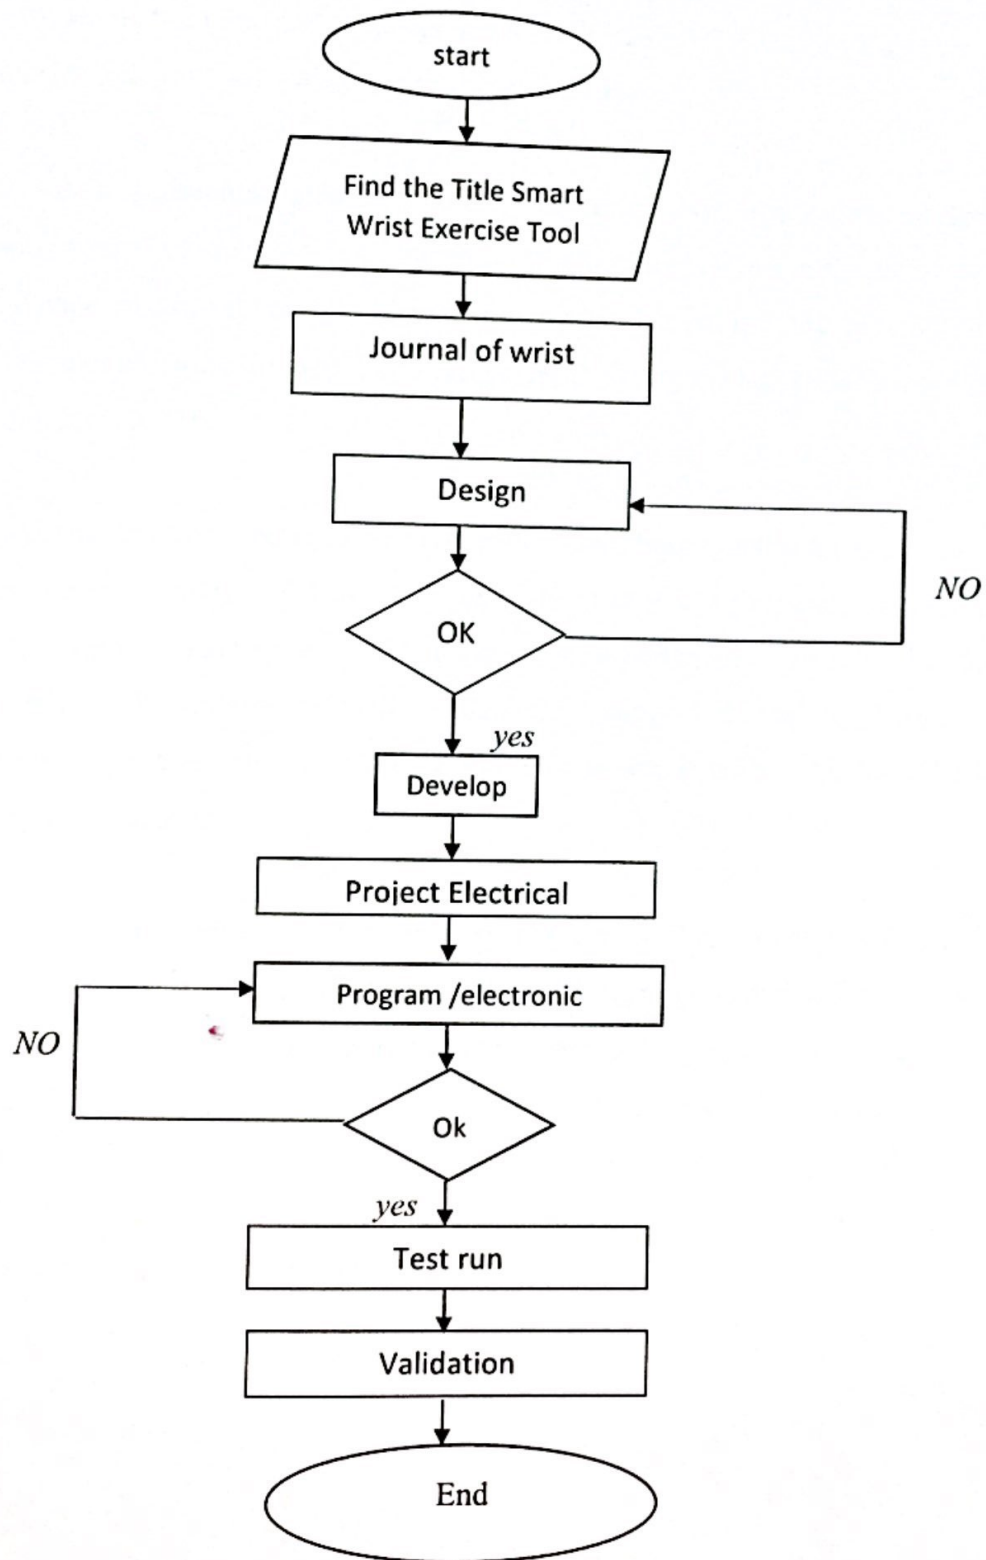 start
Find the Title Smart
Wrist Exercise Tool
Journal of wrist
Design
NO
OK
yes
Develop
Project Electrical
Program /electronic
NO
Ok
yes
Test run
Validation
End